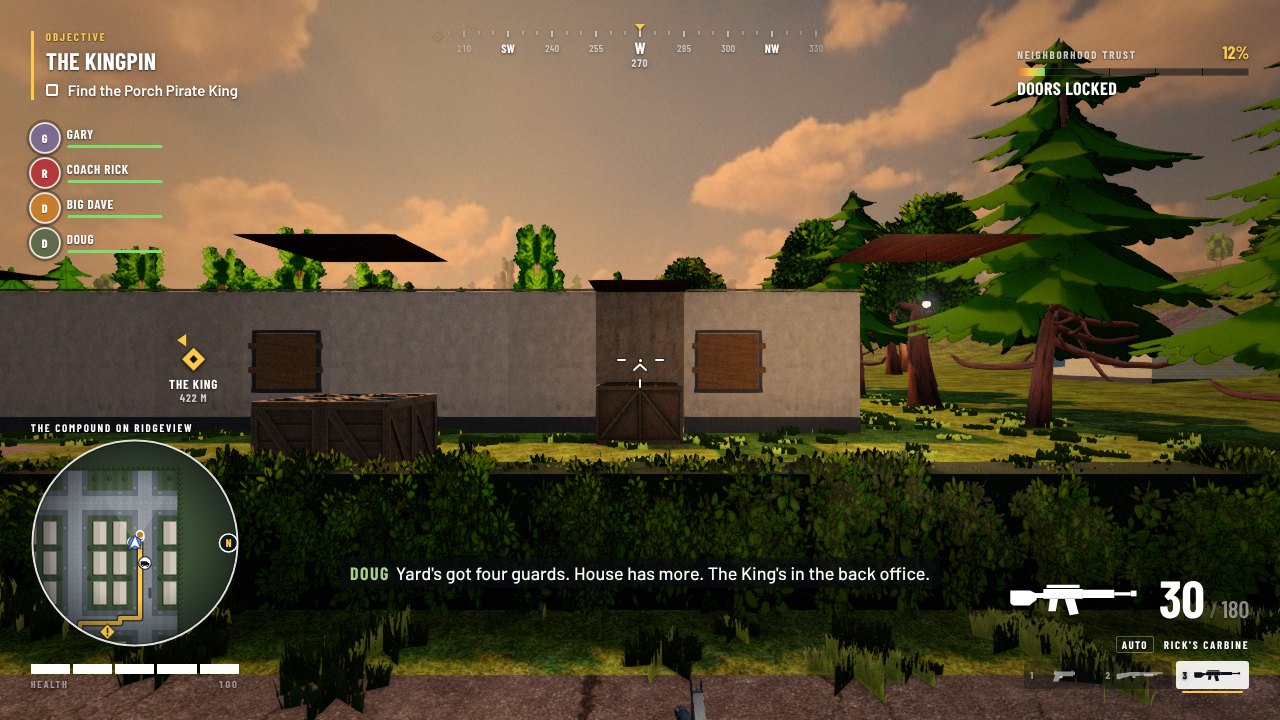 OBJECTIVE
THE KINGPIN
Find the Porch Pirate King
G GARY
R COACH RICK
D BIG DAVE
D DOUG
210 SW 240 255 W 285 300 NW 330
270
NEIGHBORHOOD TRUST 12%
DOORS LOCKED
THE KING
422 M
THE COMPOUND ON RIDGEVIEW
N
!
DOUG Yard's got four guards. House has more. The King's in the back office.
30 / 180
AUTO RICK'S CARBINE
1 2 3
HEALTH 100